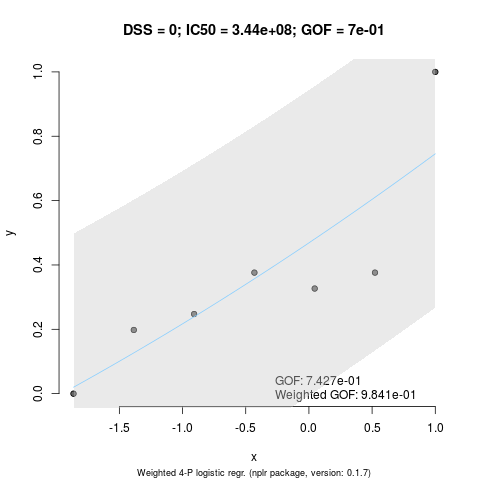 DSS = 0; IC50 = 3.44e+08; GOF = 7e-01
1.0
0.8
0.6
0.4
0.2
0.0
y
GOF: 7.427e-01
Weighted GOF: 9.841e-01
-1.5 -1.0 -0.5 0.0 0.5 1.0
x
Weighted 4-P logistic regr. (nplr package, version: 0.1.7)